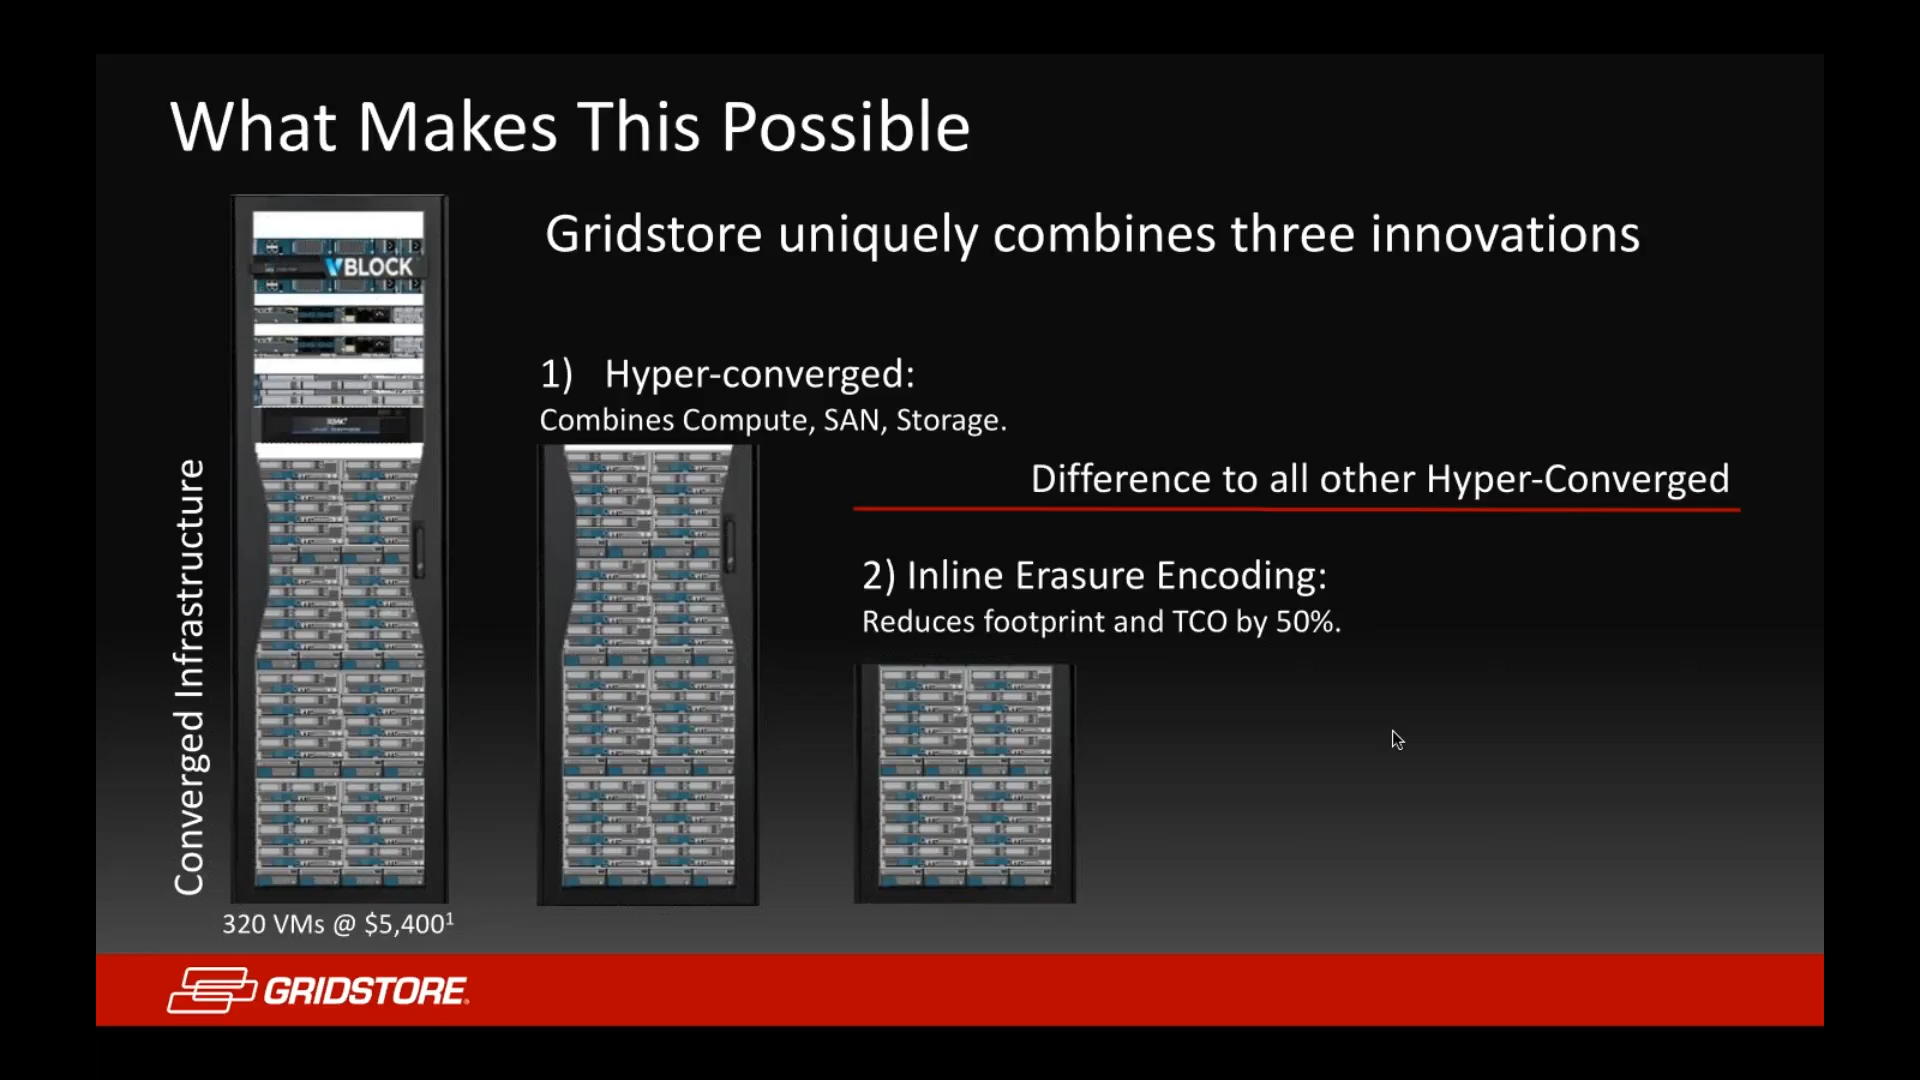 What Makes This Possible
Gridstore uniquely combines three innovations
VBLOCK
1) Hyper-converged:
Combines Compute, SAN, Storage.
Difference to all other Hyper-Converged
2) Inline Erasure Encoding:
Reduces footprint and TCO by 50%.
Converged Infrastructure
320 VMs @ $5,400¹
GRIDSTORE